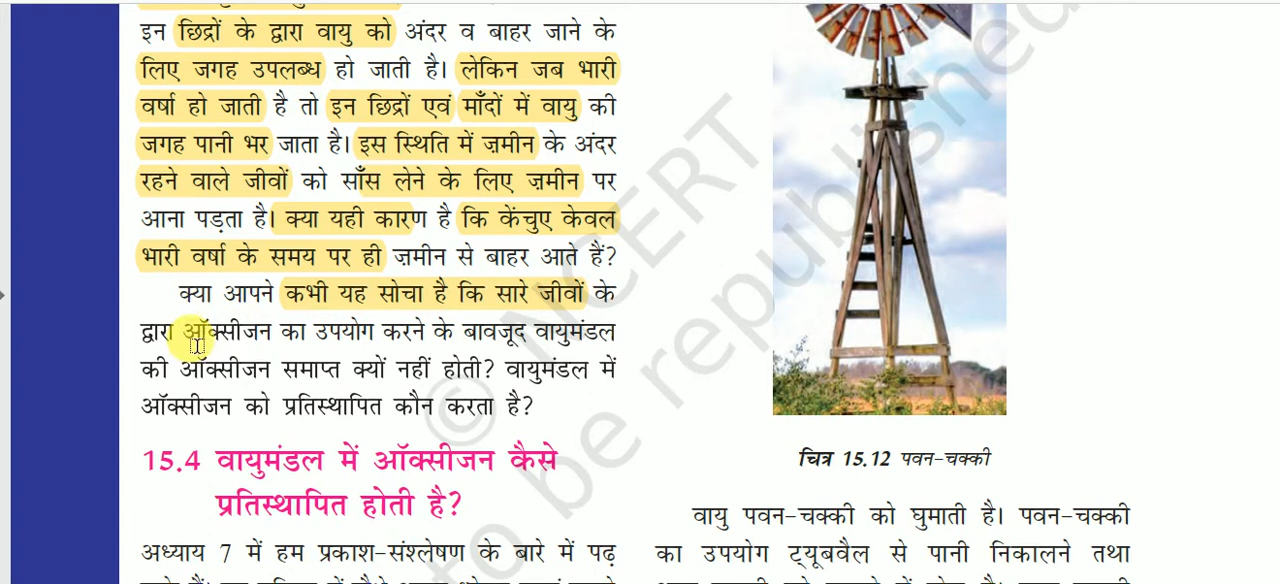 इन छिद्रों के द्वारा वायु को अंदर व बाहर जाने के
लिए जगह उपलब्ध हो जाती है। लेकिन जब भारी
वर्षा हो जाती है तो इन छिद्रों एवं माँदों में वायु की
जगह पानी भर जाता है। इस स्थिति में ज़मीन के अंदर
रहने वाले जीवों को साँस लेने के लिए ज़मीन पर
आना पड़ता है। क्या यही कारण है कि केंचुए केवल
भारी वर्षा के समय पर ही ज़मीन से बाहर आते हैं?
क्या आपने कभी यह सोचा है कि सारे जीवों के
द्वारा ऑक्सीजन का उपयोग करने के बावजूद वायुमंडल
की ऑक्सीजन समाप्त क्यों नहीं होती? वायुमंडल में
ऑक्सीजन को प्रतिस्थापित कौन करता है?
15.4 वायुमंडल में ऑक्सीजन कैसे
प्रतिस्थापित होती है?
अध्याय 7 में हम प्रकाश-संश्लेषण के बारे में पढ़
चित्र 15.12 पवन-चक्की
वायु पवन-चक्की को घुमाती है। पवन-चक्की
का उपयोग ट्यूबवैल से पानी निकालने तथा
© NCERT
to be republished